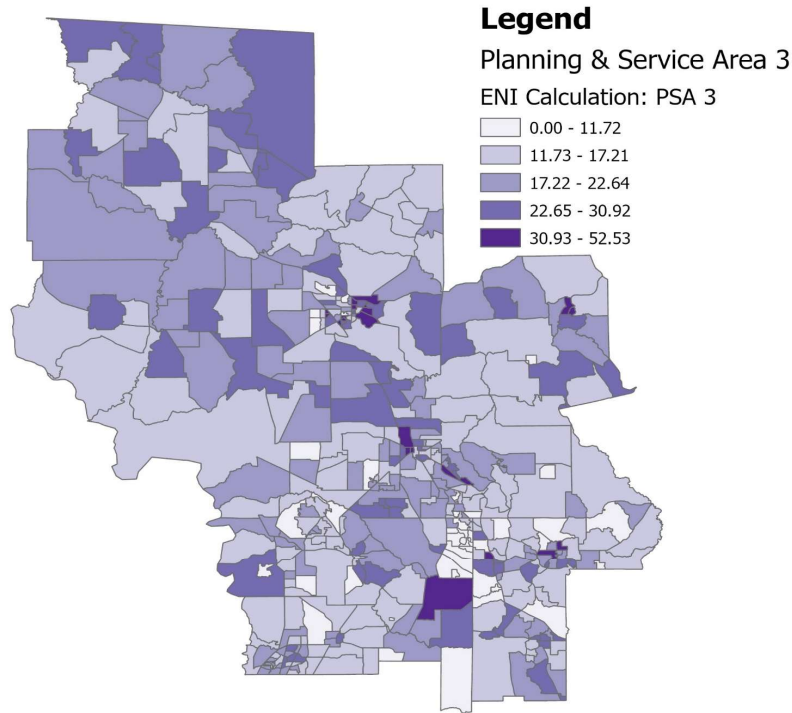 Legend
Planning & Service Area 3
ENI Calculation: PSA 3
0.00 - 11.72
11.73 - 17.21
17.22 - 22.64
22.65 - 30.92
30.93 - 52.53